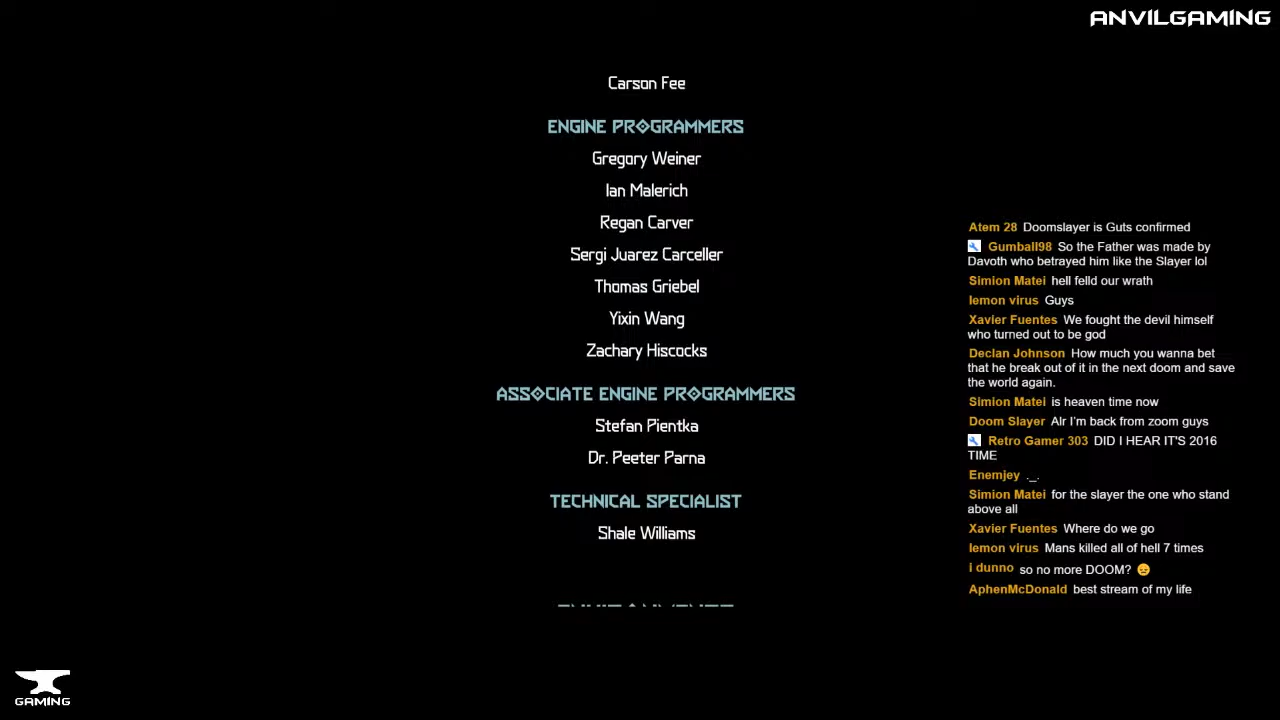 ANVILGAMING
Carson Fee
ENGINE PROGRAMMERS
Gregory Weiner
Ian Malerich
Regan Carver
Sergi Juarez Carceller
Thomas Griebel
Yixin Wang
Zachary Hiscocks
ASSOCIATE ENGINE PROGRAMMERS
Stefan Pientka
Dr. Peeter Parna
TECHNICAL SPECIALIST
Shale Williams
Atem 28 Doomslayer is Guts confirmed
Gumball98 So the Father was made by
Davoth who betrayed him like the Slayer lol
Simion Matei hell felld our wrath
lemon virus Guys
Xavier Fuentes We fought the devil himself
who turned out to be god
Declan Johnson How much you wanna bet
that he break out of it in the next doom and save
the world again.
Simion Matei is heaven time now
Doom Slayer Alr I'm back from zoom guys
Retro Gamer 303 DID I HEAR IT'S 2016
TIME
Enemjey ._.
Simion Matei for the slayer the one who stand
above all
Xavier Fuentes Where do we go
lemon virus Mans killed all of hell 7 times
i dunno so no more DOOM? 😑
AphenMcDonald best stream of my life
GAMING